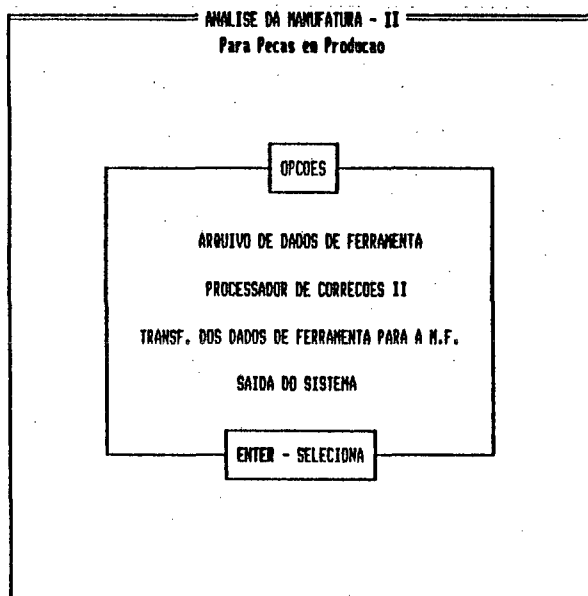 ANALISE DA MANUFATURA - II
Para Pecas em Producao
OPCOES
ARQUIVO DE DADOS DE FERRAMENTA
PROCESSADOR DE CORRECOES II
TRANSF. DOS DADOS DE FERRAMENTA PARA A M.F.
SAIDA DO SISTEMA
ENTER - SELECIONA